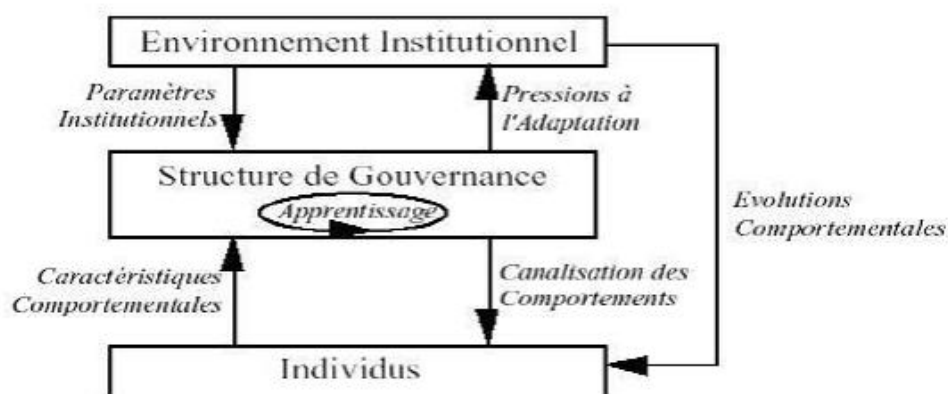 Environnement Institutionnel
Paramètres
Institutionnels
Pressions à
l'Adaptation
Structure de Gouvernance
Apprentissage
Evolutions
Comportementales
Caractéristiques
Comportementales
Canalisation des
Comportements
Individus